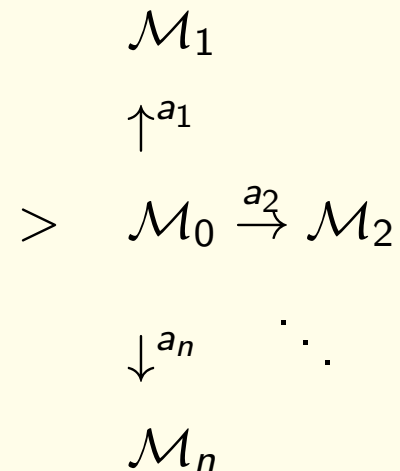 ℳ₁
↑a₁
> ℳ₀ a₂→ ℳ₂
↓aₙ ⋱
ℳₙ